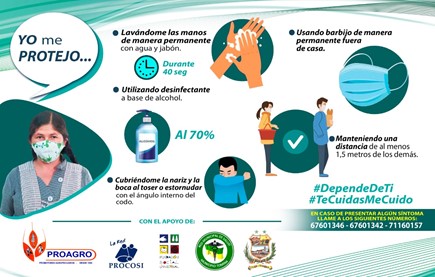 YO me
PROTEJO...
Lavándome las manos
de manera permanente
con agua y jabón.
Durante
40 seg
Utilizando desinfectante
a base de alcohol.
Al 70%
Cubriéndome la nariz y la
boca al toser o estornudar
con el ángulo interno del
codo.
Usando barbijo de manera
permanente fuera
de casa.
Manteniendo una
distancia de al menos
1,5 metros de los demás.
#DependeDeTi
#TeCuidasMeCuido
EN CASO DE PRESENTAR ALGÚN SÍNTOMA
LLAME A LOS SIGUIENTES NÚMEROS:
67601346 - 67601342 - 71160157
CON EL APOYO DE:
PROAGRO
La Red
PROCOSI